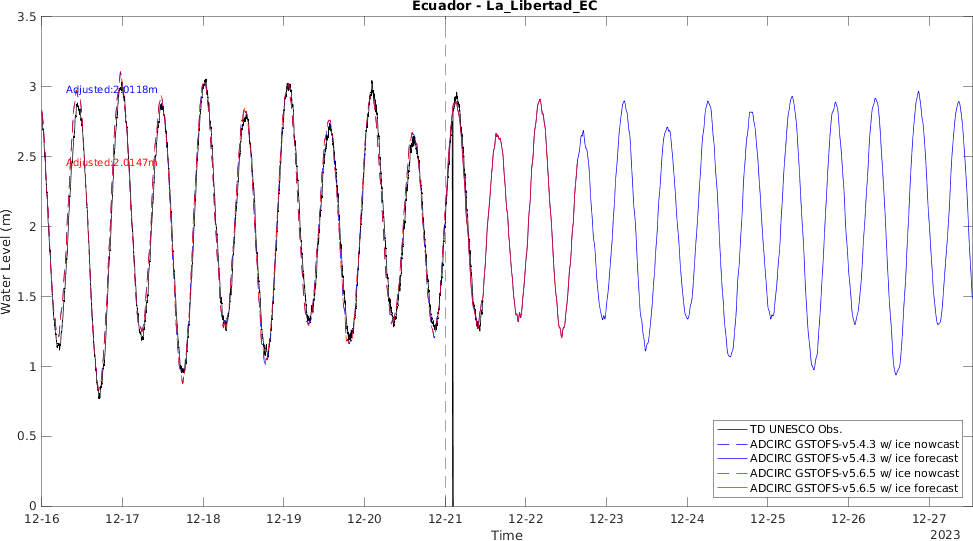 Ecuador - La_Libertad_EC
3.5
3
2.5
2
1.5
1
0.5
0
Water Level (m)
Adjusted:2.0118m
Adjusted:2.0147m
TD UNESCO Obs.
ADCIRC GSTOFS-v5.4.3 w/ ice nowcast
ADCIRC GSTOFS-v5.4.3 w/ ice forecast
ADCIRC GSTOFS-v5.6.5 w/ ice nowcast
ADCIRC GSTOFS-v5.6.5 w/ ice forecast
12-16 12-17 12-18 12-19 12-20 12-21 12-22 12-23 12-24 12-25 12-26 12-27
2023
Time